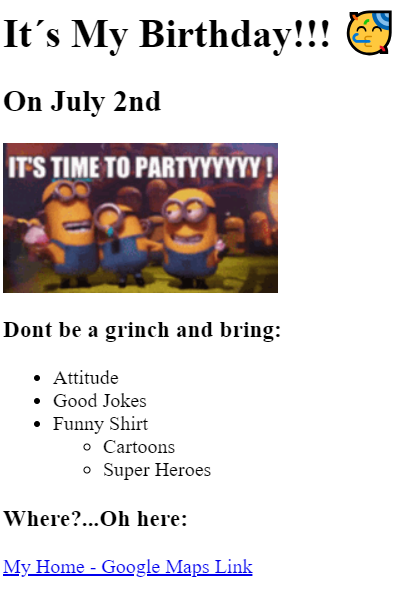 It´s My Birthday!!! 🥳
On July 2nd
IT'S TIME TO PARTYYYYYY !
Dont be a grinch and bring:
• Attitude
• Good Jokes
• Funny Shirt
◦ Cartoons
◦ Super Heroes
Where?...Oh here:
My Home - Google Maps Link